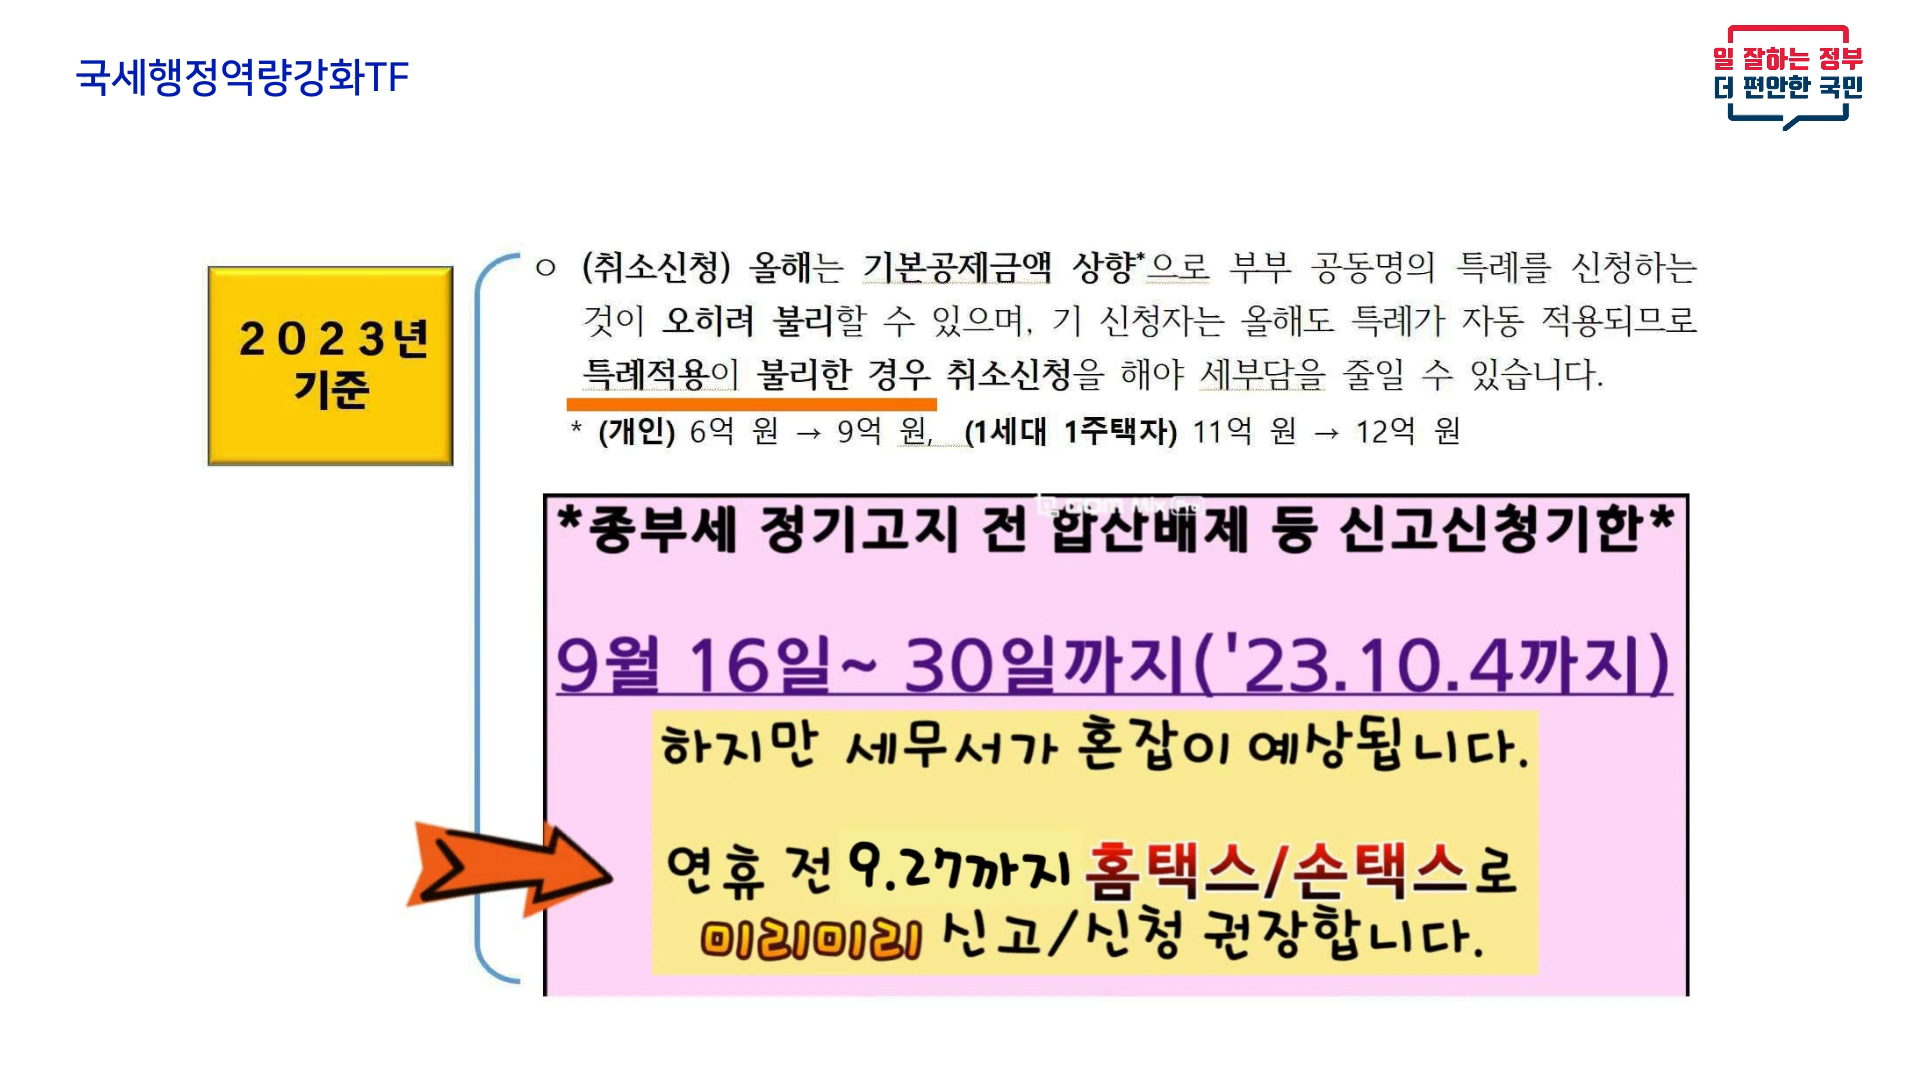 국세행정역량강화TF
일 잘하는 정부
더 편안한 국민
2023년
기준
ㅇ (취소신청) 올해는 기본공제금액 상향*으로 부부 공동명의 특례를 신청하는
것이 오히려 불리할 수 있으며, 기 신청자는 올해도 특례가 자동 적용되므로
특례적용이 불리한 경우 취소신청을 해야 세부담을 줄일 수 있습니다.
* (개인) 6억 원 → 9억 원, (1세대 1주택자) 11억 원 → 12억 원
GOM Mix Pro
*종부세 정기고지 전 합산배제 등 신고신청기한*
9월 16일~ 30일까지('23.10.4까지)
하지만 세무서가 혼잡이 예상됩니다.
연휴 전 9.27까지 홈택스/손택스로
미리미리 신고/신청 권장합니다.